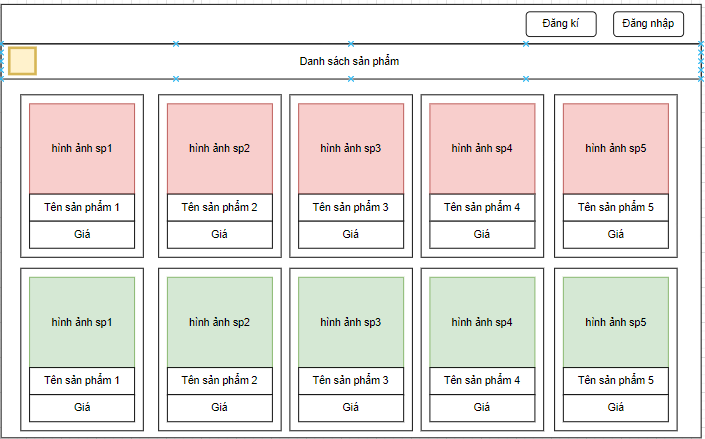 Đăng kí
Đăng nhập
Danh sách sản phẩm
hình ảnh sp1
hình ảnh sp2
hình ảnh sp3
hình ảnh sp4
hình ảnh sp5
Tên sản phẩm 1
Tên sản phẩm 2
Tên sản phẩm 3
Tên sản phẩm 4
Tên sản phẩm 5
Giá
Giá
Giá
Giá
Giá
hình ảnh sp1
hình ảnh sp2
hình ảnh sp3
hình ảnh sp4
hình ảnh sp5
Tên sản phẩm 1
Tên sản phẩm 2
Tên sản phẩm 3
Tên sản phẩm 4
Tên sản phẩm 5
Giá
Giá
Giá
Giá
Giá